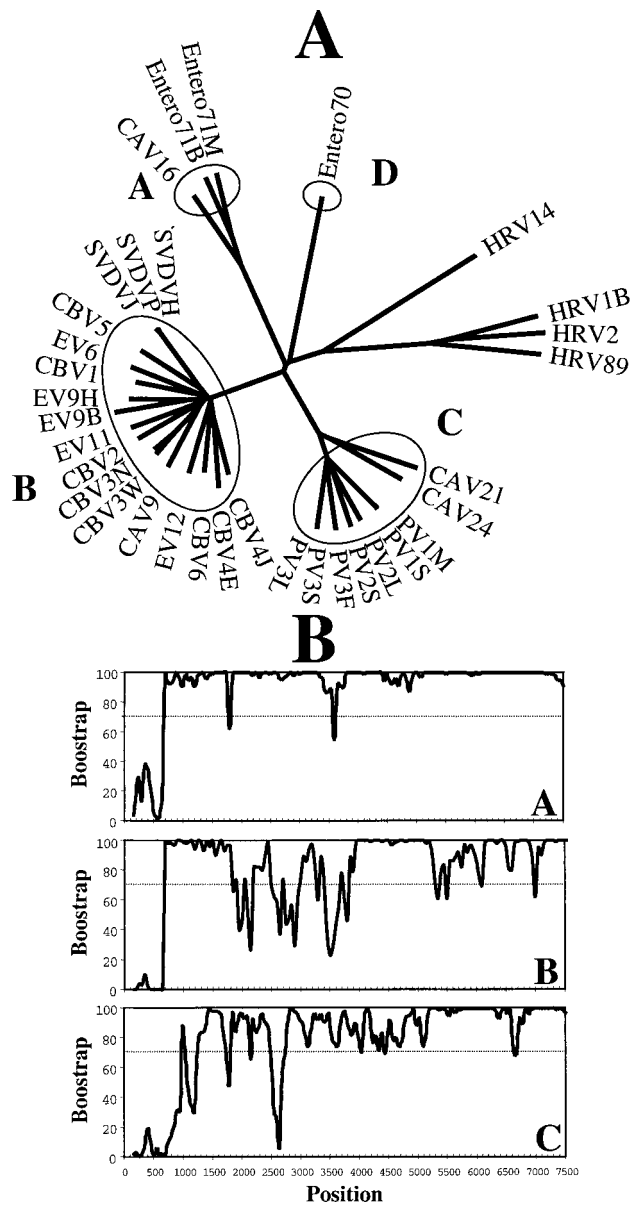 A
Entero71M
Entero71B
CAV16
A
Entero70
D
HRV14
HRV1B
HRV2
HRV89
SVDVH
SVDVP
SVDVJ
CBV5
EV6
CBV1
EV9H
EV9B
EV11
CBV2
CBV3N
CBV3W
CAV9
EV12
CBV6
CBV4E
CBV4J
B
C
CAV21
CAV24
PV1M
PV1S
PV2L
PV2S
PV3F
PV3S
PV3L
B
Boostrap
100
80
60
40
20
0
A
Boostrap
100
80
60
40
20
0
B
Boostrap
100
80
60
40
20
0
C
0 500 1000 1500 2000 2500 3000 3500 4000 4500 5000 5500 6000 6500 7000 7500
Position